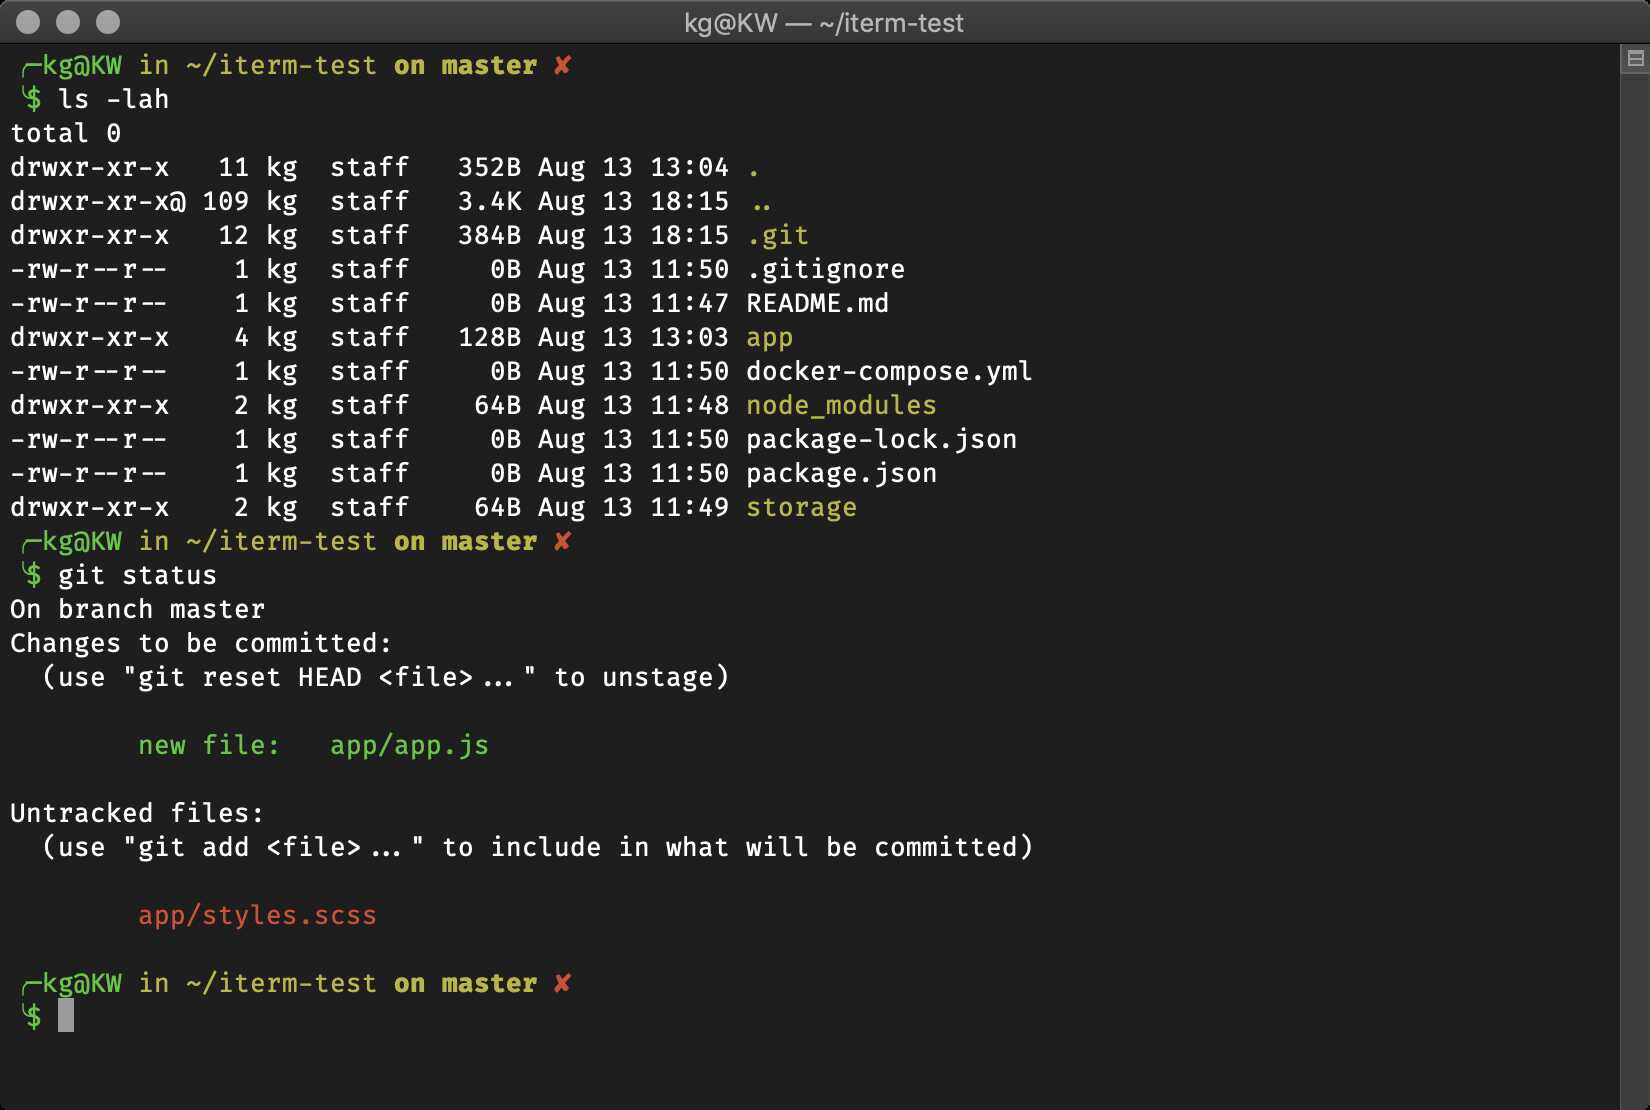 kg@KW — ~/iterm-test
╭─kg@KW in ~/iterm-test on master ✘
╰$ ls -lah
total 0
drwxr-xr-x   11 kg  staff   352B Aug 13 13:04 .
drwxr-xr-x@ 109 kg  staff   3.4K Aug 13 18:15 ..
drwxr-xr-x   12 kg  staff   384B Aug 13 18:15 .git
-rw-r--r--    1 kg  staff     0B Aug 13 11:50 .gitignore
-rw-r--r--    1 kg  staff     0B Aug 13 11:47 README.md
drwxr-xr-x    4 kg  staff   128B Aug 13 13:03 app
-rw-r--r--    1 kg  staff     0B Aug 13 11:50 docker-compose.yml
drwxr-xr-x    2 kg  staff    64B Aug 13 11:48 node_modules
-rw-r--r--    1 kg  staff     0B Aug 13 11:50 package-lock.json
-rw-r--r--    1 kg  staff     0B Aug 13 11:50 package.json
drwxr-xr-x    2 kg  staff    64B Aug 13 11:49 storage
╭─kg@KW in ~/iterm-test on master ✘
╰$ git status
On branch master
Changes to be committed:
  (use "git reset HEAD <file>..." to unstage)
        new file:   app/app.js
Untracked files:
  (use "git add <file>..." to include in what will be committed)
        app/styles.scss
╭─kg@KW in ~/iterm-test on master ✘
╰$